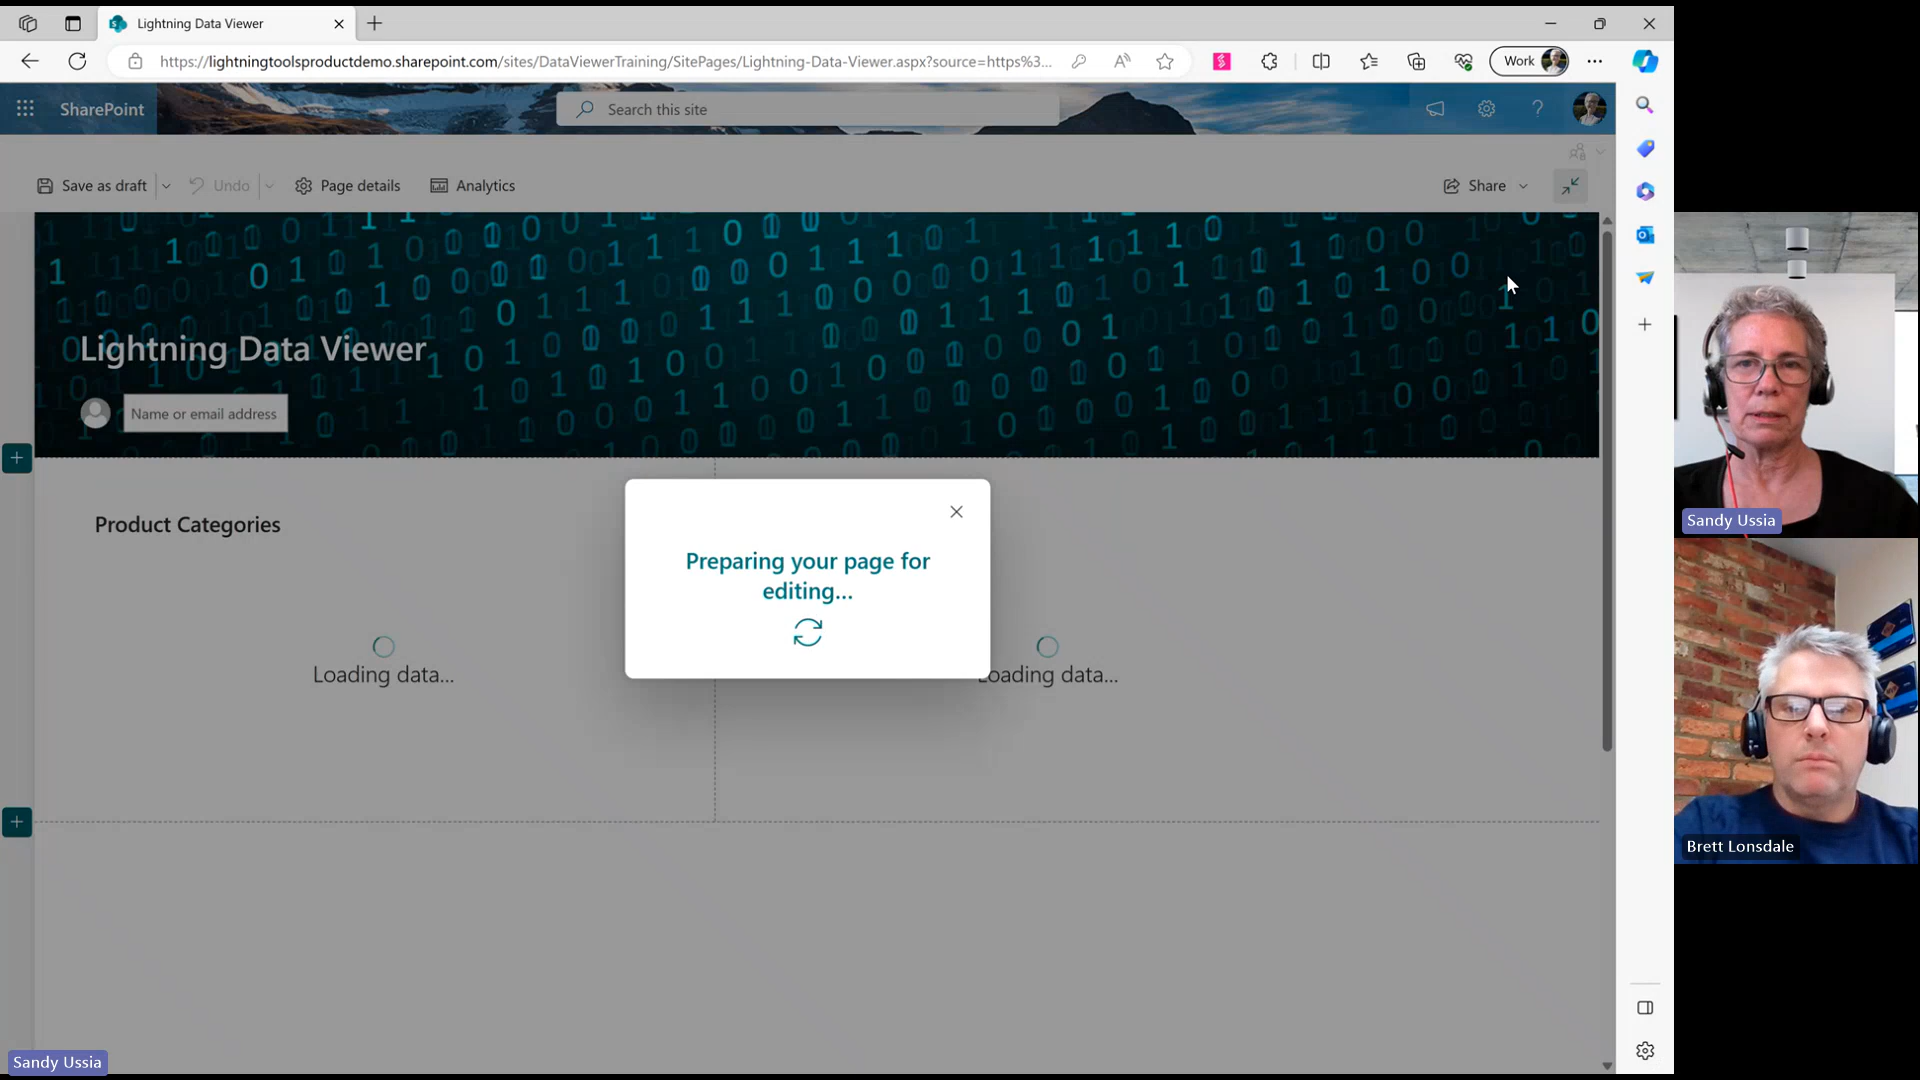 Lightning Data Viewer
https://lightningtoolsproductdemo.sharepoint.com/sites/DataViewerTraining/SitePages/Lightning-Data-Viewer.aspx?source=https%3...
Work
SharePoint
Search this site
Save as draft
Undo
Page details
Analytics
Share
Lightning Data Viewer
Name or email address
Product Categories
Preparing your page for
editing...
Loading data...
Loading data...
Sandy Ussia
Brett Lonsdale
Sandy Ussia